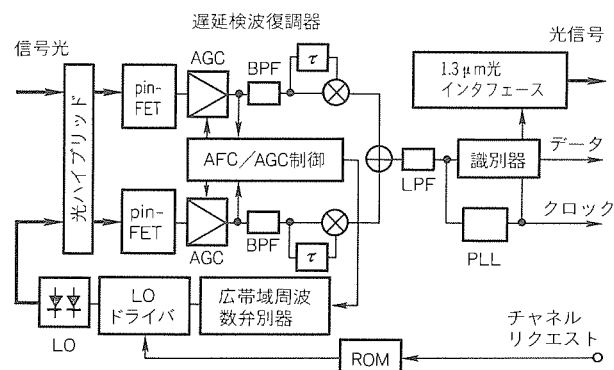 遅延検波復調器
信号光
光信号
AGC
BPF
τ
pin-
FET
1.3μm光
インタフェース
光ハイブリッド
AFC/AGC制御
LPF
識別器
データ
クロック
pin-
FET
AGC
BPF
τ
PLL
LO
LO
ドライバ
広帯域周波
数弁別器
チャネル
リクエスト
ROM